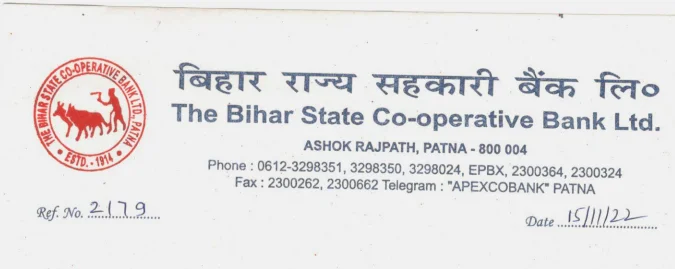 THE BIHAR STATE CO-OPERATIVE BANK LTD., PATNA
• ESTD. - 1914 •
बिहार राज्य सहकारी बैंक लि०
The Bihar State Co-operative Bank Ltd.
ASHOK RAJPATH, PATNA - 800 004
Phone : 0612-3298351, 3298350, 3298024, EPBX, 2300364, 2300324
Fax : 2300262, 2300662 Telegram : "APEXCOBANK" PATNA
Ref. No. 2179
Date 15/11/22